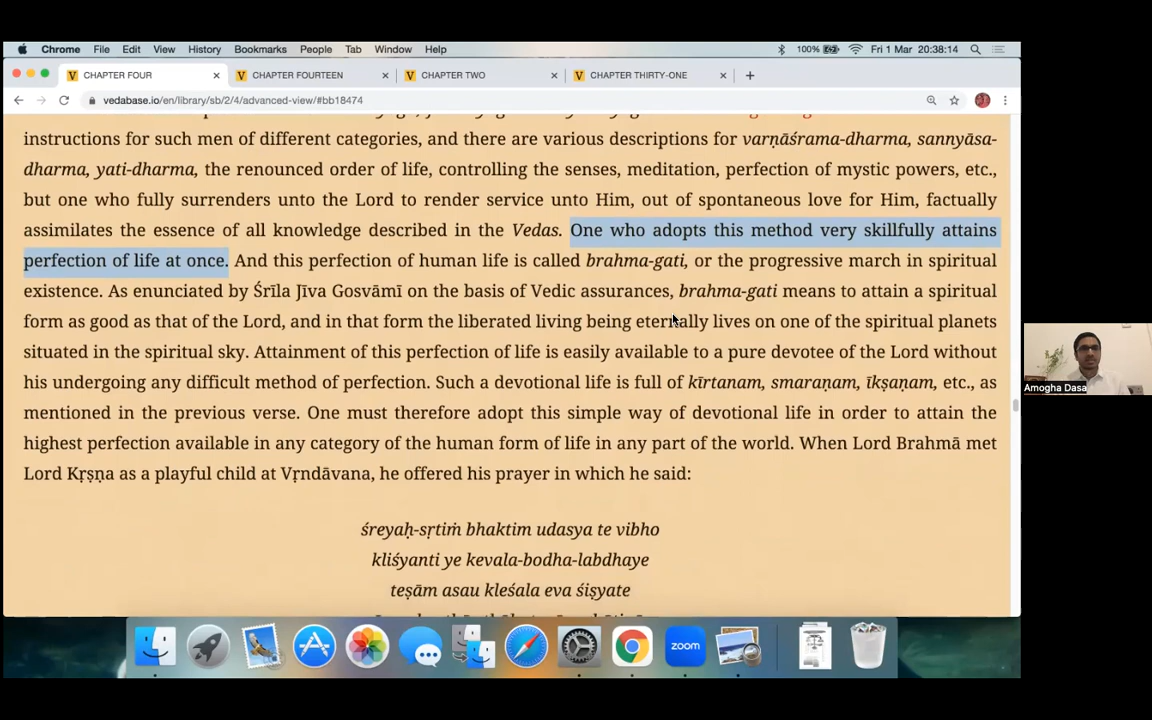 Chrome File Edit View History Bookmarks People Tab Window Help 100% Fri 1 Mar 20:38:14
CHAPTER FOUR CHAPTER FOURTEEN CHAPTER TWO CHAPTER THIRTY-ONE
vedabase.io/en/library/sb/2/4/advanced-view/#bb18474
instructions for such men of different categories, and there are various descriptions for varṇāśrama-dharma, sannyāsa-
dharma, yati-dharma, the renounced order of life, controlling the senses, meditation, perfection of mystic powers, etc.,
but one who fully surrenders unto the Lord to render service unto Him, out of spontaneous love for Him, factually
assimilates the essence of all knowledge described in the Vedas. One who adopts this method very skillfully attains
perfection of life at once. And this perfection of human life is called brahma-gati, or the progressive march in spiritual
existence. As enunciated by Śrīla Jīva Gosvāmī on the basis of Vedic assurances, brahma-gati means to attain a spiritual
form as good as that of the Lord, and in that form the liberated living being eternally lives on one of the spiritual planets
situated in the spiritual sky. Attainment of this perfection of life is easily available to a pure devotee of the Lord without
his undergoing any difficult method of perfection. Such a devotional life is full of kīrtanam, smaraṇam, īkṣaṇam, etc., as
mentioned in the previous verse. One must therefore adopt this simple way of devotional life in order to attain the
highest perfection available in any category of the human form of life in any part of the world. When Lord Brahmā met
Lord Kṛṣṇa as a playful child at Vṛndāvana, he offered his prayer in which he said:
śreyaḥ-sṛtiṁ bhaktim udasya te vibho
kliśyanti ye kevala-bodha-labdhaye
teṣām asau kleśala eva śiṣyate
zoom
Amogha Dasa